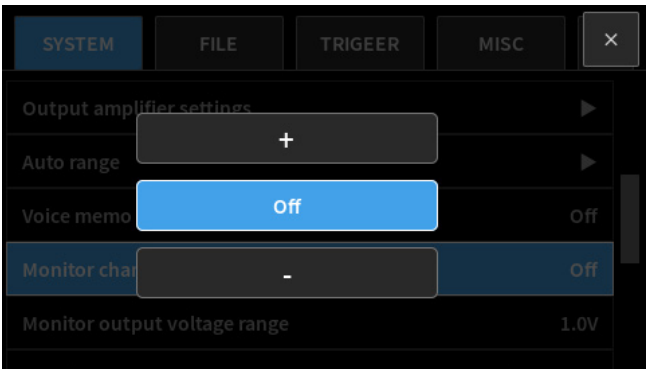 SYSTEM FILE TRIGEER MISC ×
Output amplifier settings ▶
+
Auto range ▶
Off
Voice memo Off
Monitor char Off
-
Monitor output voltage range 1.0V